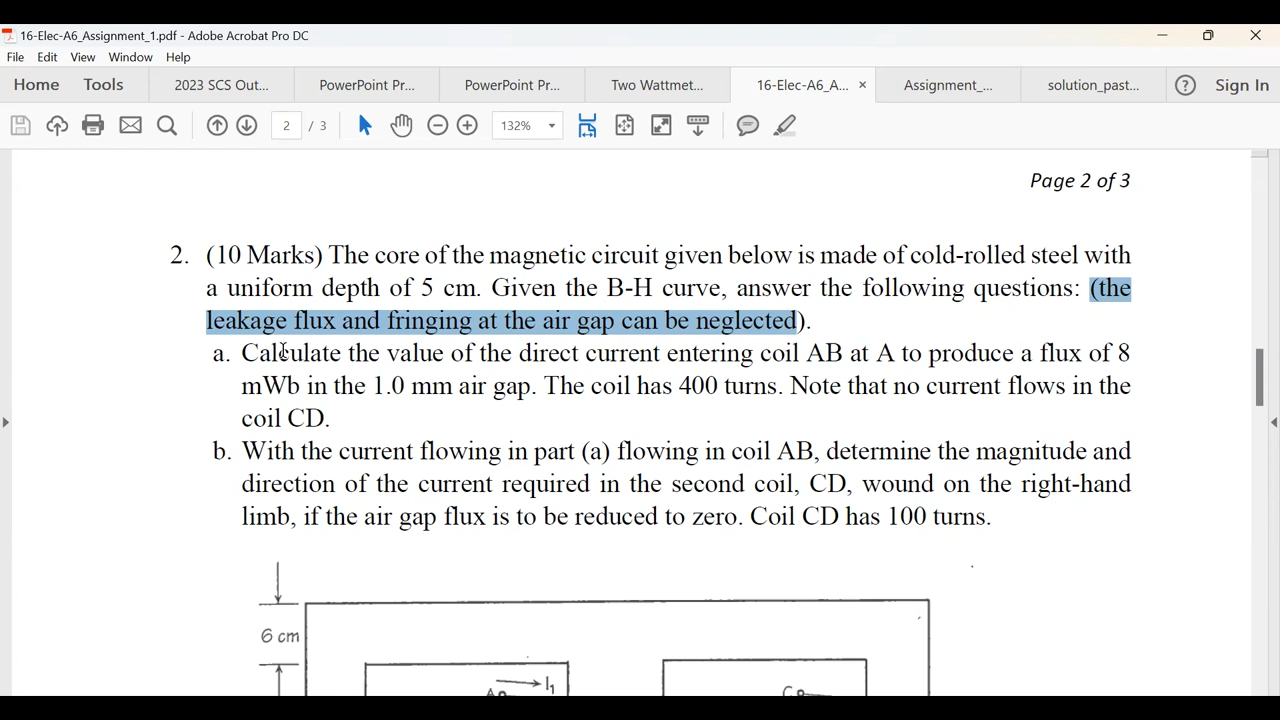 16-Elec-A6_Assignment_1.pdf - Adobe Acrobat Pro DC
File Edit View Window Help
Home Tools 2023 SCS Out... PowerPoint Pr... PowerPoint Pr... Two Wattmet... 16-Elec-A6_A... × Assignment_... solution_past... ? Sign In
2 / 3 132%
Page 2 of 3
2. (10 Marks) The core of the magnetic circuit given below is made of cold-rolled steel with
a uniform depth of 5 cm. Given the B-H curve, answer the following questions: (the
leakage flux and fringing at the air gap can be neglected).
a. Calculate the value of the direct current entering coil AB at A to produce a flux of 8
mWb in the 1.0 mm air gap. The coil has 400 turns. Note that no current flows in the
coil CD.
b. With the current flowing in part (a) flowing in coil AB, determine the magnitude and
direction of the current required in the second coil, CD, wound on the right-hand
limb, if the air gap flux is to be reduced to zero. Coil CD has 100 turns.
6 cm
A I₁ C